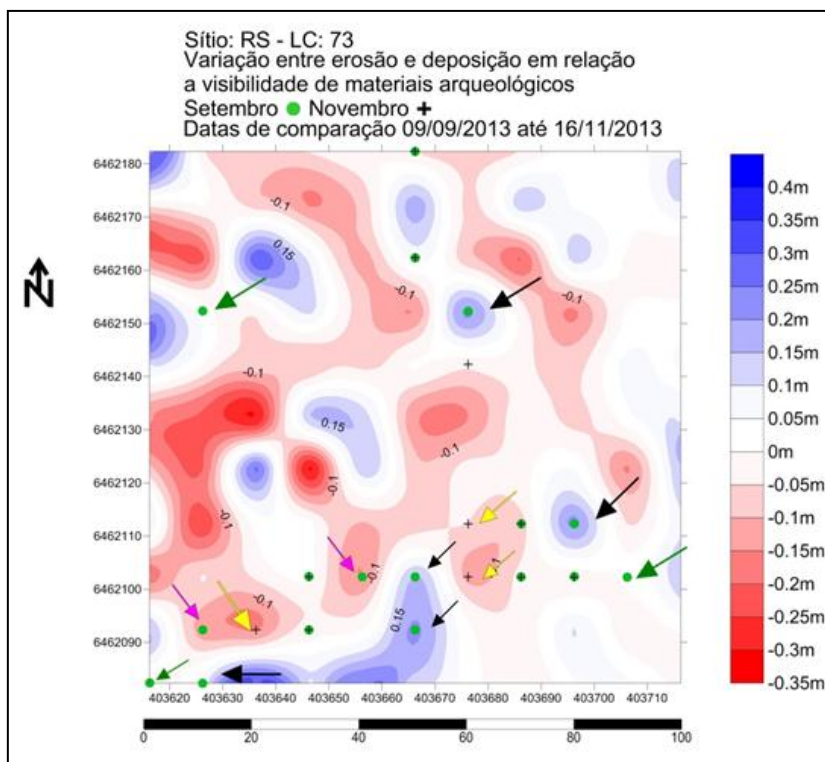 Sítio: RS - LC: 73
Variação entre erosão e deposição em relação
a visibilidade de materiais arqueológicos
Setembro Novembro
Datas de comparação 09/09/2013 até 16/11/2013
N
6462180
6462170
6462160
6462150
6462140
6462130
6462120
6462110
6462100
6462090
-0.1
0.15
-0.1
-0.1
-0.1
0.15
-0.1
-0.1
-0.1
-0.1
0.1
-0.1
0.15
403620 403630 403640 403650 403660 403670 403680 403690 403700 403710
0 20 40 60 80 100
0.4m
0.35m
0.3m
0.25m
0.2m
0.15m
0.1m
0.05m
0m
-0.05m
-0.1m
-0.15m
-0.2m
-0.25m
-0.3m
-0.35m